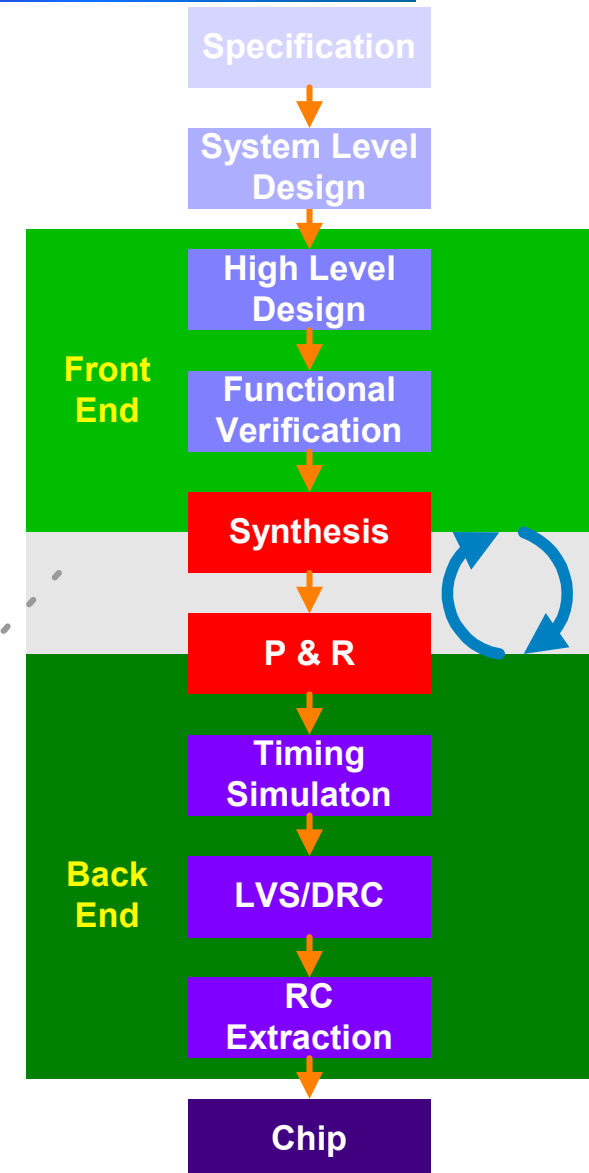 Specification
System Level
Design
High Level
Design
Front
End
Functional
Verification
Synthesis
P & R
Timing
Simulaton
Back
End
LVS/DRC
RC
Extraction
Chip